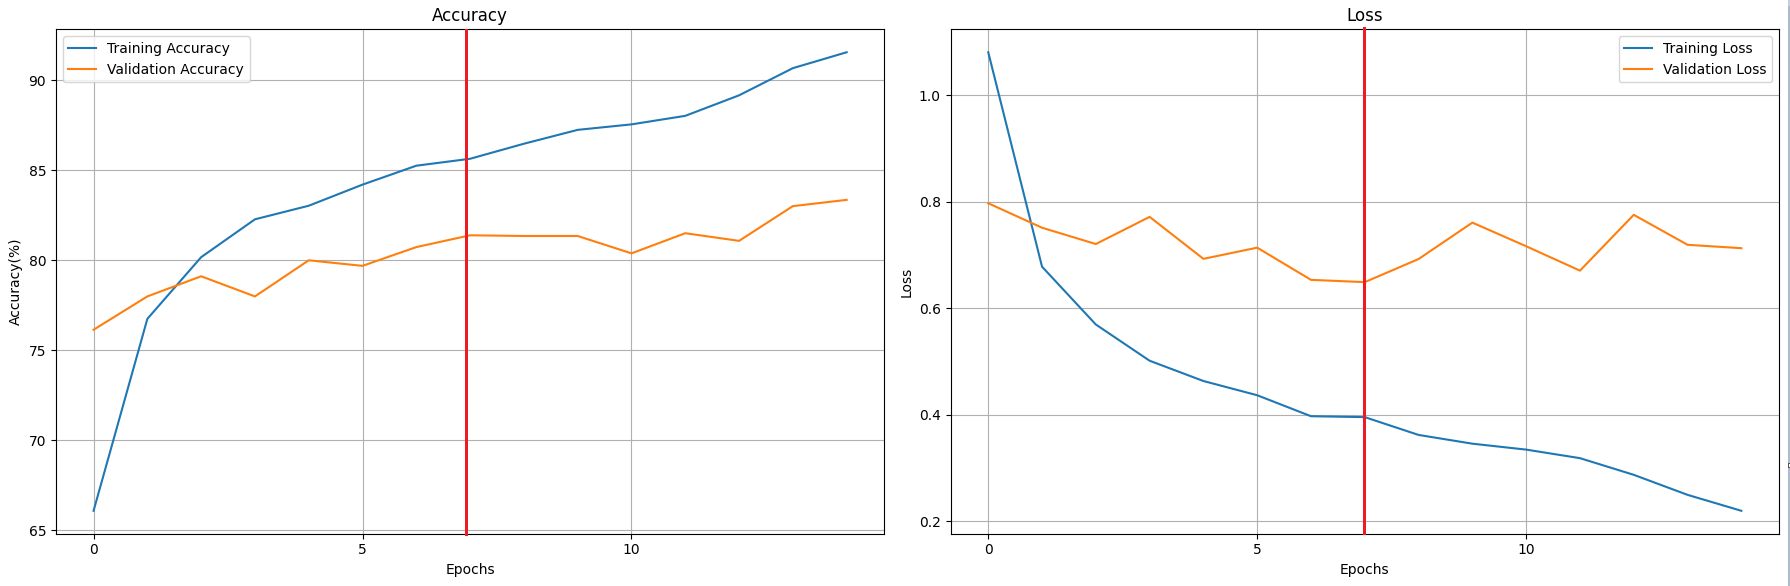 Accuracy
Training Accuracy
Validation Accuracy
90
85
80
75
70
65
Accuracy(%)
0
5
10
Epochs
Loss
Training Loss
Validation Loss
1.0
0.8
0.6
0.4
0.2
Loss
0
5
10
Epochs